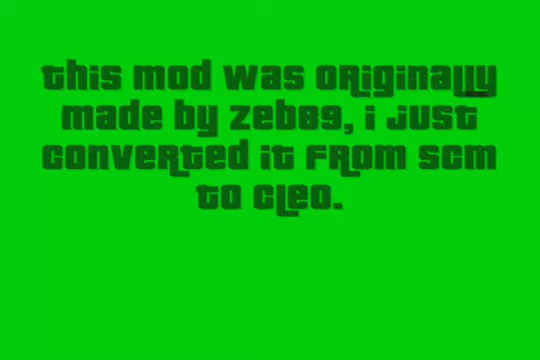 this mod was originally
made by zeb89, i just
converted it from scm
to cleo.